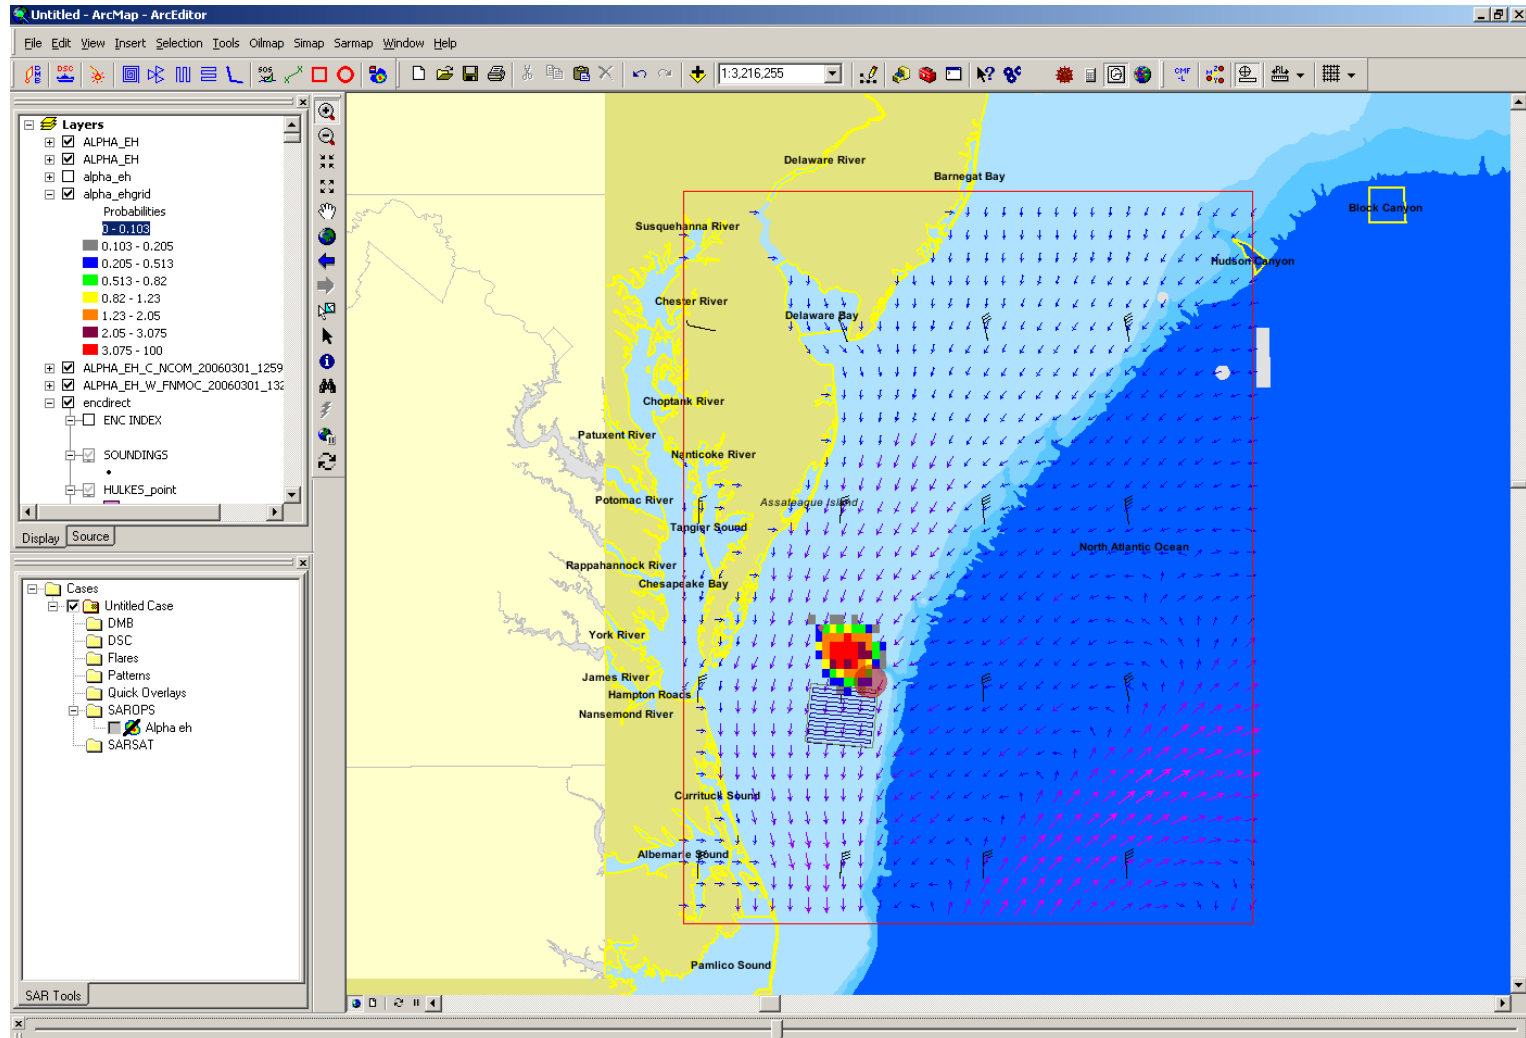 Untitled - ArcMap - ArcEditor
File Edit View Insert Selection Tools Oilmap Simap Sarmap Window Help
DMB
DSC
SOS
1:3,216,255
CMF
-L
Layers
ALPHA_EH
ALPHA_EH
alpha_eh
alpha_ehgrid
Probabilities
0 - 0.103
0.103 - 0.205
0.205 - 0.513
0.513 - 0.82
0.82 - 1.23
1.23 - 2.05
2.05 - 3.075
3.075 - 100
ALPHA_EH_C_NCOM_20060301_1259
ALPHA_EH_W_FNMOC_20060301_132
encdirect
ENC INDEX
SOUNDINGS
HULKES_point
Display Source
Cases
Untitled Case
DMB
DSC
Flares
Patterns
Quick Overlays
SAROPS
Alpha eh
SARSAT
SAR Tools
Delaware River
Barnegat Bay
Block Canyon
Susquehanna River
Hudson Canyon
Chester River
Delaware Bay
Choptank River
Patuxent River
Nanticoke River
Potomac River
Assateague Island
Tangier Sound
North Atlantic Ocean
Rappahannock River
Chesapeake Bay
York River
James River
Hampton Roads
Nansemond River
Currituck Sound
Albemarle Sound
Pamlico Sound